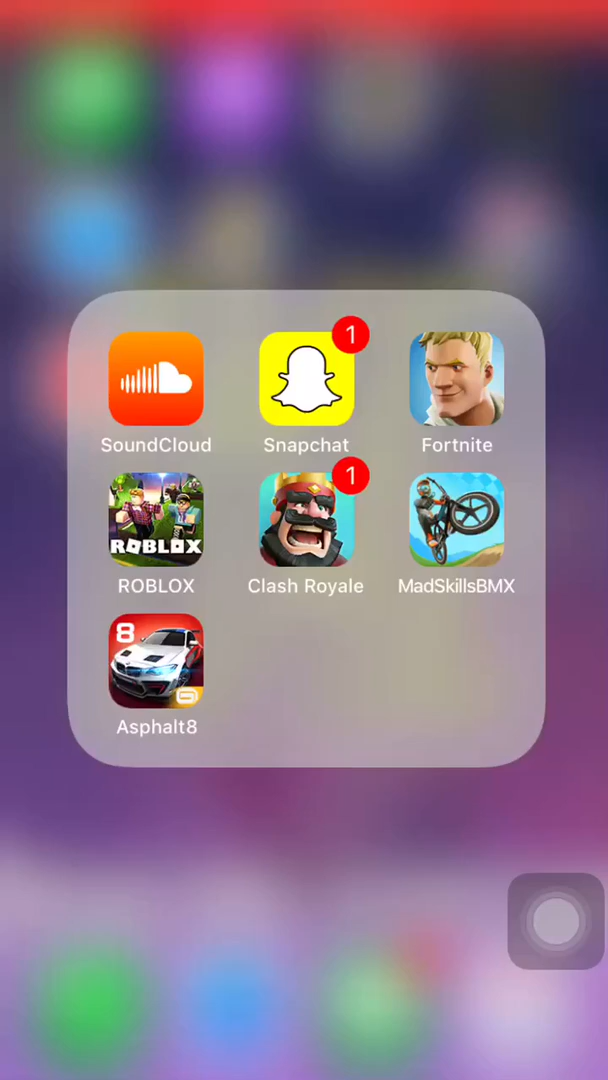 1
SoundCloud Snapchat Fortnite
1
ROBLOX
ROBLOX Clash Royale MadSkillsBMX
8
Asphalt8